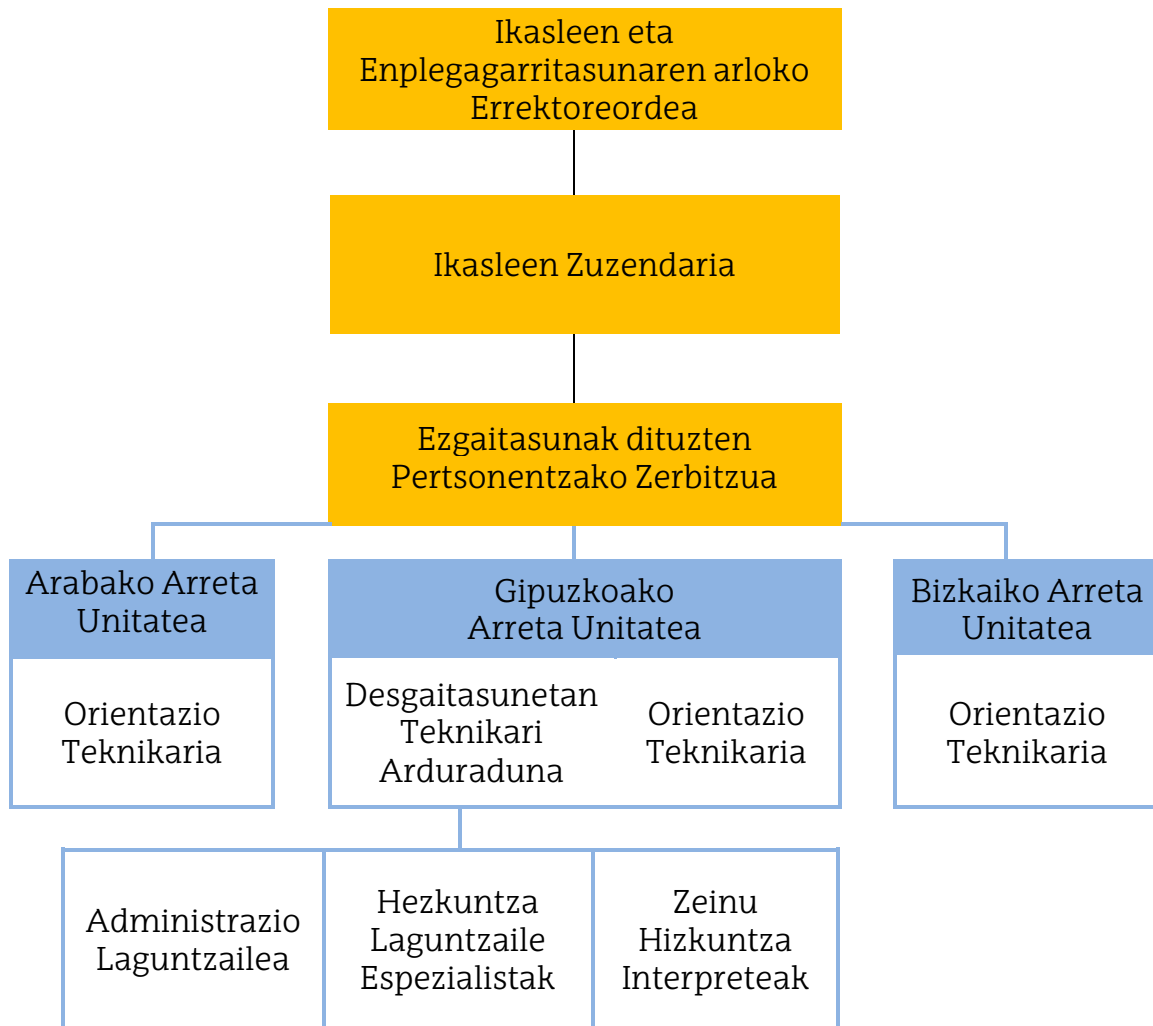 Ikasleen eta
Enplegagarritasunaren arloko
Errektoreordea
Ikasleen Zuzendaria
Ezgaitasunak dituzten
Pertsonentzako Zerbitzua
Arabako Arreta
Unitatea
Orientazio
Teknikaria
Gipuzkoako
Arreta Unitatea
Desgaitasunetan
Teknikari
Arduraduna
Orientazio
Teknikaria
Bizkaiko Arreta
Unitatea
Orientazio
Teknikaria
Administrazio
Laguntzailea
Hezkuntza
Laguntzaile
Espezialistak
Zeinu
Hizkuntza
Interpreteak